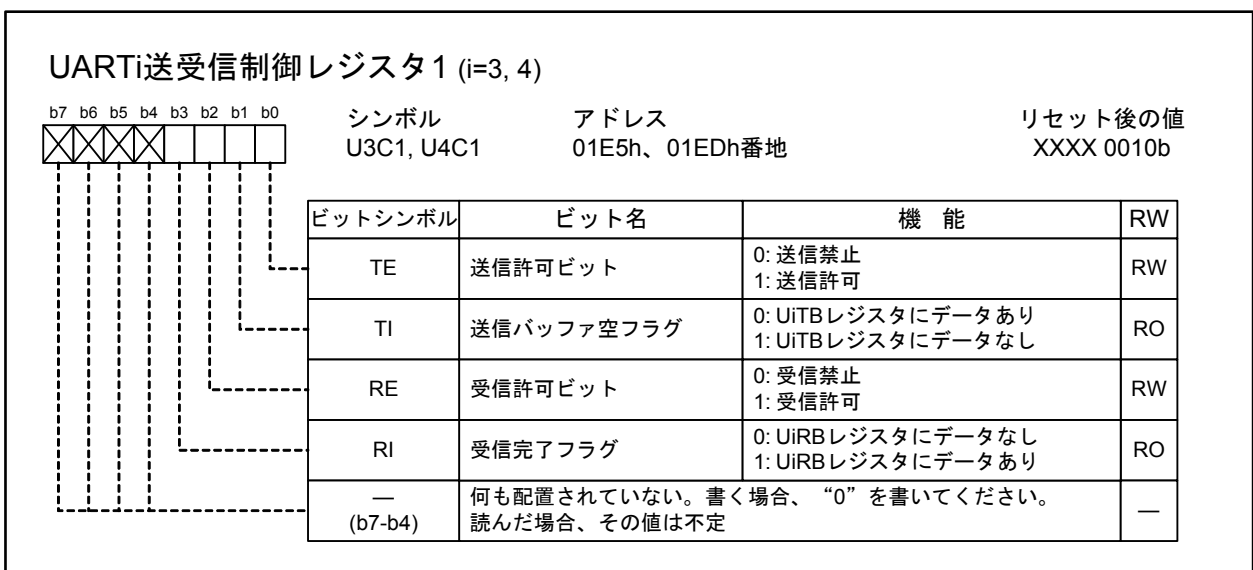 UARTi送受信制御レジスタ1 (i=3, 4)
b7 b6 b5 b4 b3 b2 b1 b0
シンボル アドレス リセット後の値
U3C1, U4C1 01E5h、01EDh番地 XXXX 0010b
ビットシンボル ビット名 機 能 RW
TE 送信許可ビット 0: 送信禁止
1: 送信許可 RW
TI 送信バッファ空フラグ 0: UiTBレジスタにデータあり
1: UiTBレジスタにデータなし RO
RE 受信許可ビット 0: 受信禁止
1: 受信許可 RW
RI 受信完了フラグ 0: UiRBレジスタにデータなし
1: UiRBレジスタにデータあり RO
— 何も配置されていない。書く場合、“0”を書いてください。 —
(b7-b4) 読んだ場合、その値は不定